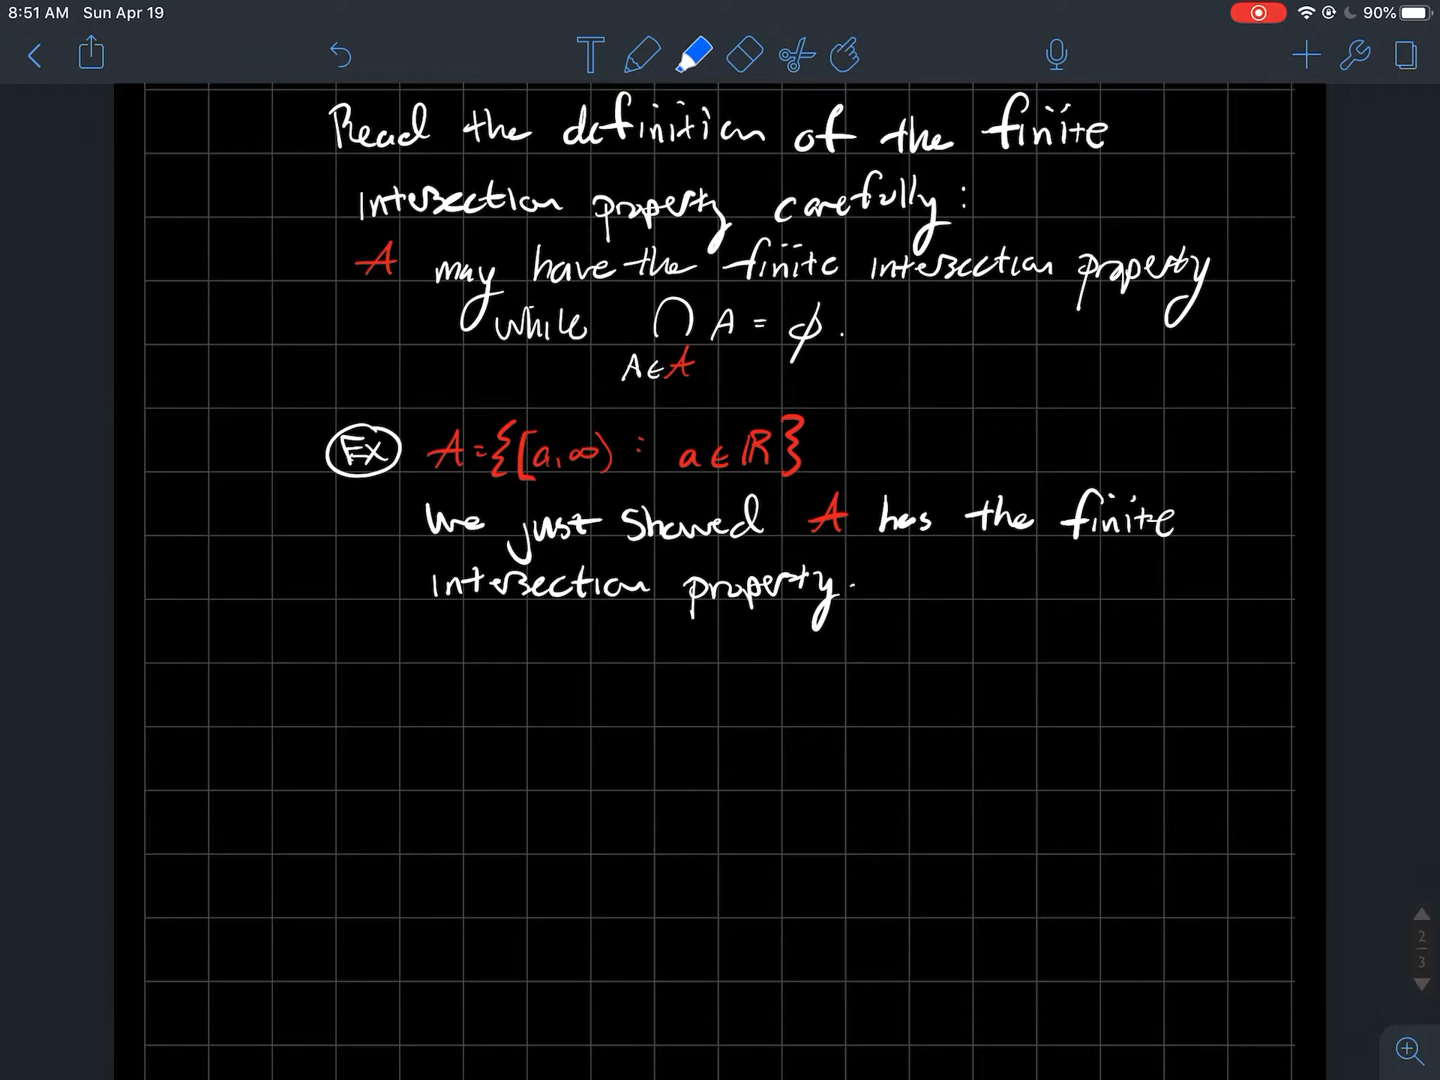 8:51 AM Sun Apr 19
90%
T
Read the definition of the finite
intersection property carefully:
A may have the finite intersection property
while ⋂ A = ϕ.
A∈A
Ex A={[a,∞) : a∈ℝ}
We just showed A has the finite
intersection property.
2
3